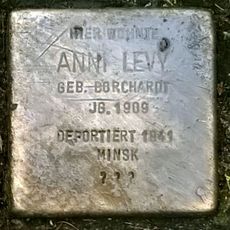 HIER WOHNTE
ANNI LEVY
GEB. BORCHARDT
JG. 1909
DEPORTIERT 1941
MINSK
? ? ?